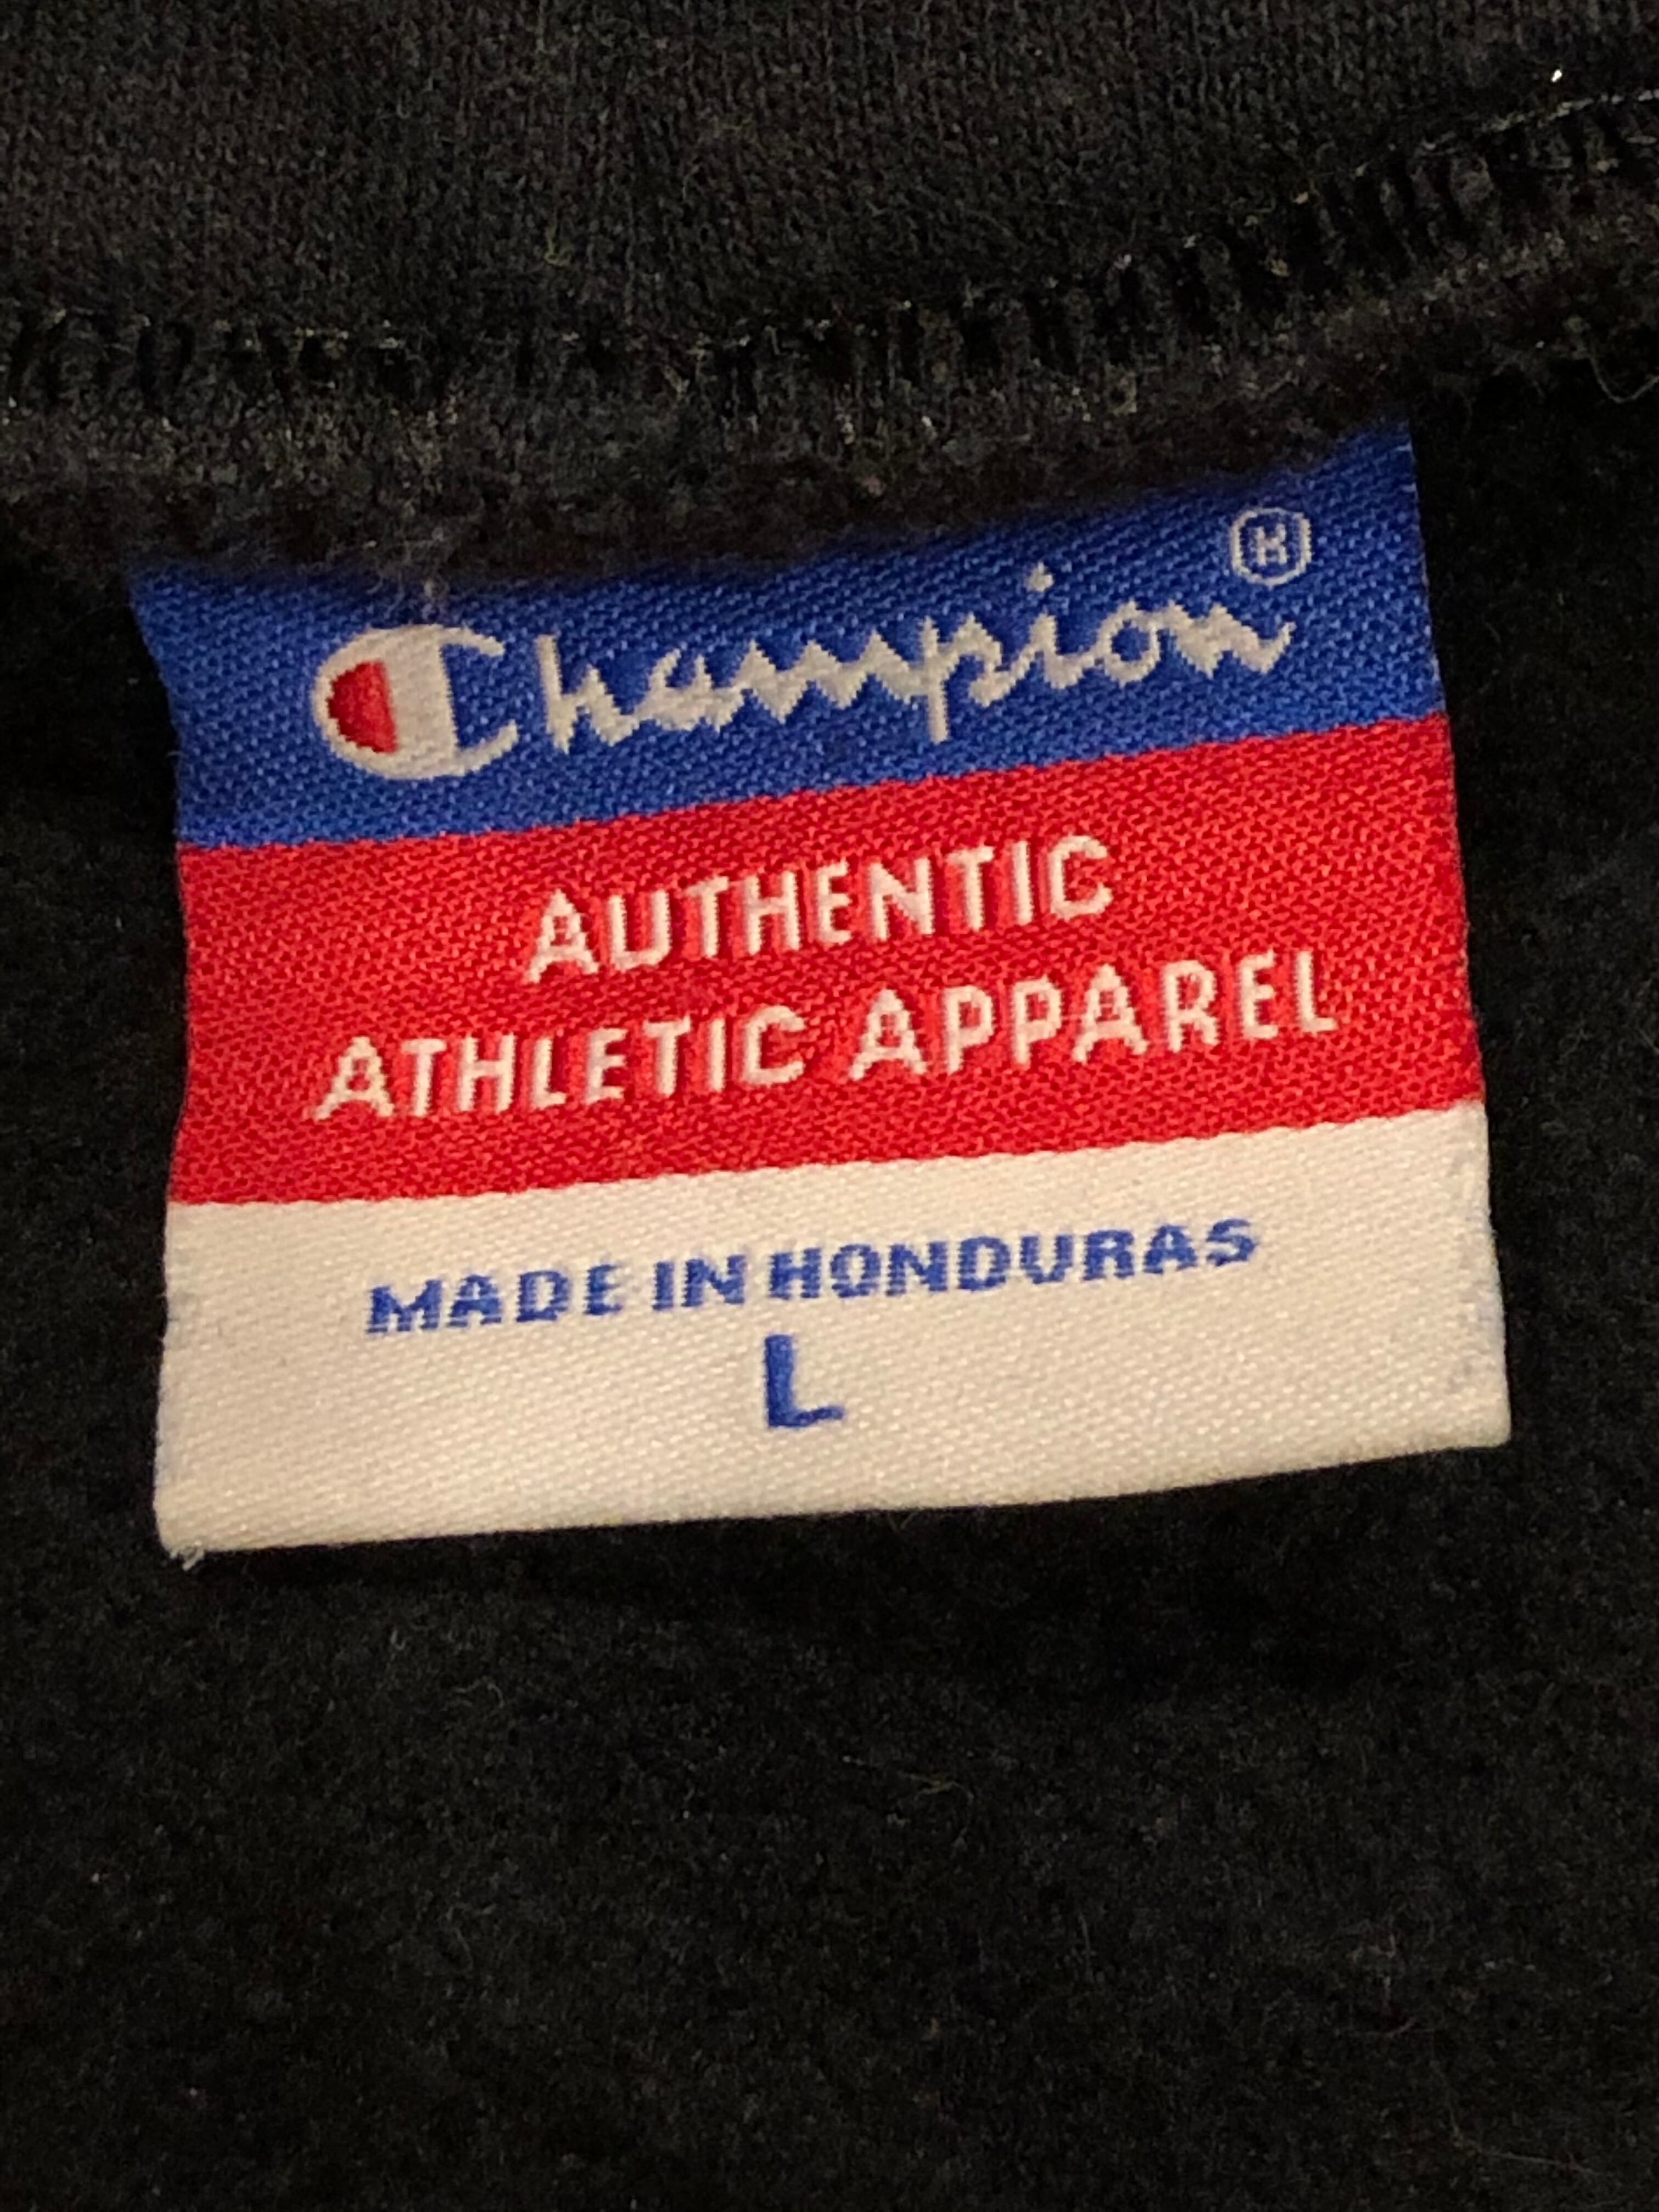 Champion®
AUTHENTIC
ATHLETIC APPAREL
MADE IN HONDURAS
L